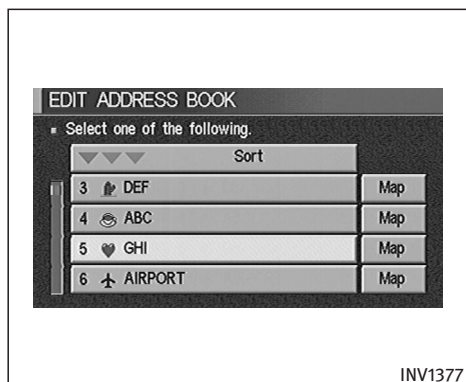 EDIT ADDRESS BOOK
Select one of the following.
Sort
3 DEF Map
4 ABC Map
5 GHI Map
6 AIRPORT Map
INV1377